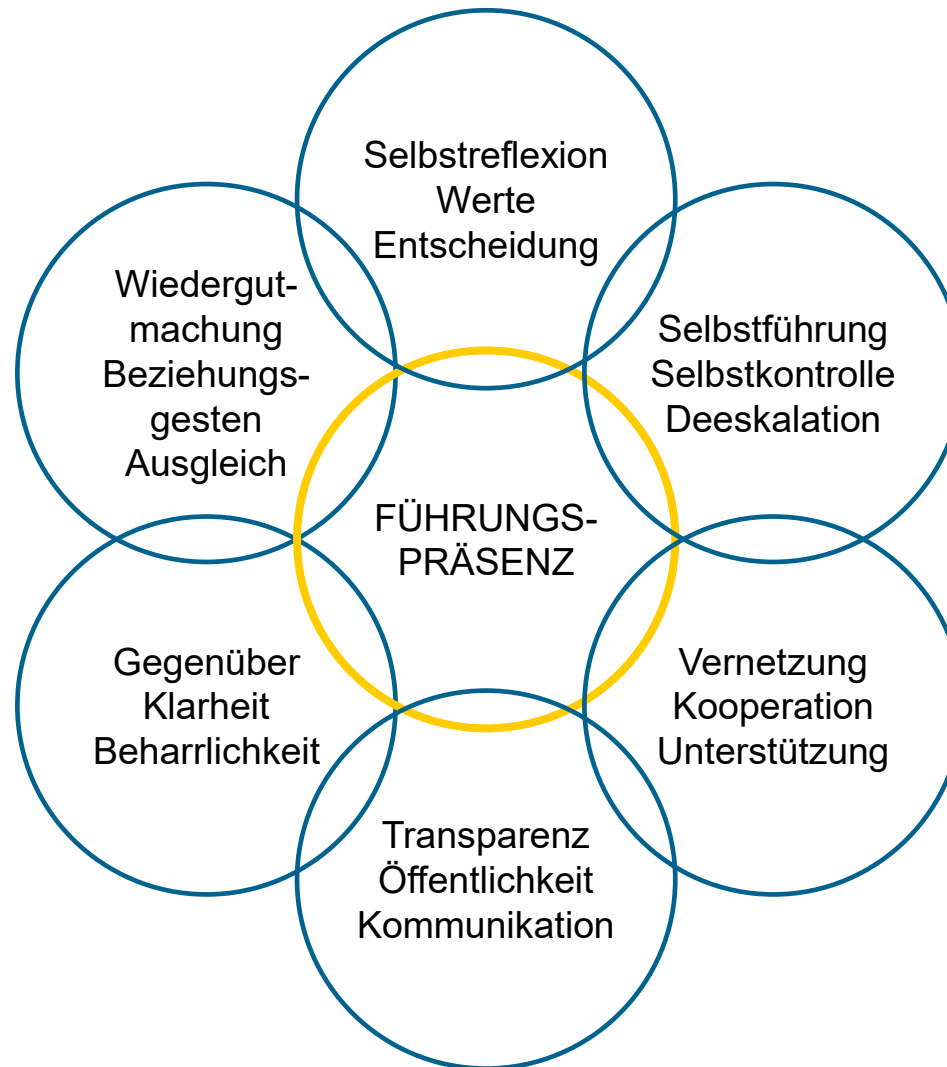 Selbstreflexion
Werte
Entscheidung
Selbstführung
Selbstkontrolle
Deeskalation
Vernetzung
Kooperation
Unterstützung
Transparenz
Öffentlichkeit
Kommunikation
Gegenüber
Klarheit
Beharrlichkeit
Wiedergut-
machung
Beziehungs-
gesten
Ausgleich
FÜHRUNGS-
PRÄSENZ